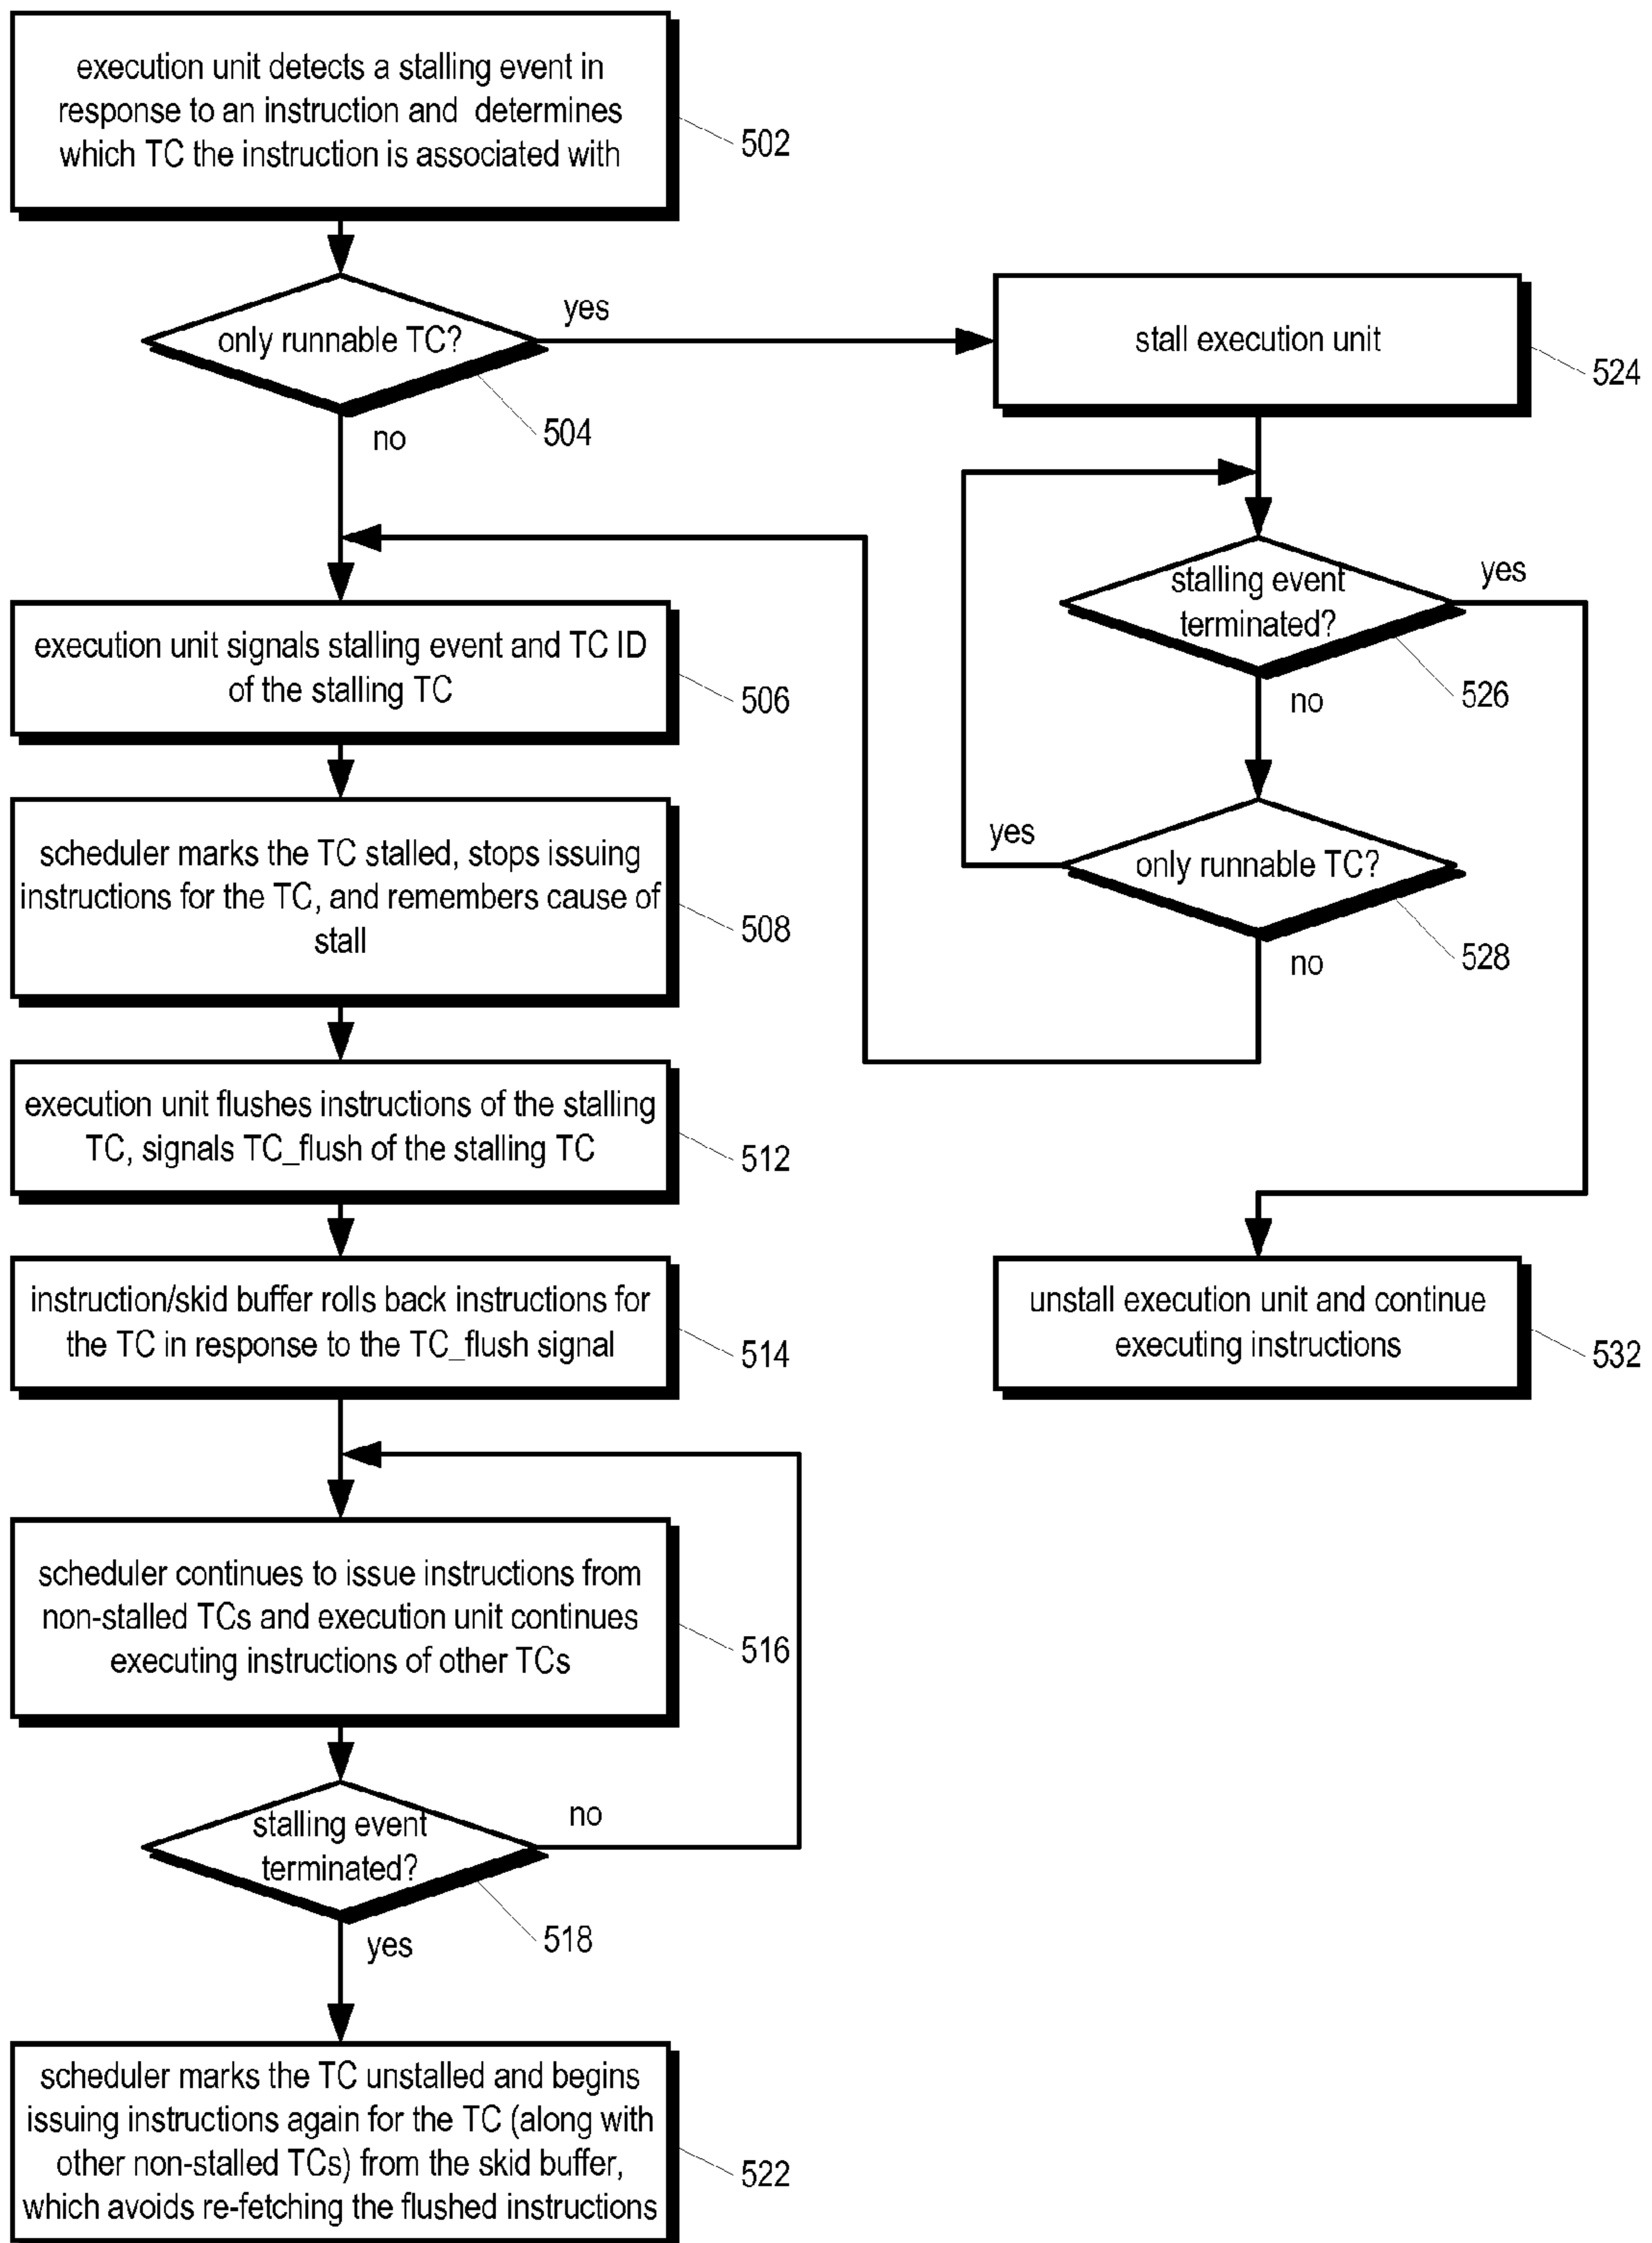 execution unit detects a stalling event in
response to an instruction and determines
which TC the instruction is associated with
502
only runnable TC?
yes
504
no
stall execution unit
524
stalling event
terminated?
yes
526
no
only runnable TC?
yes
528
no
execution unit signals stalling event and TC ID
of the stalling TC
506
scheduler marks the TC stalled, stops issuing
instructions for the TC, and remembers cause of
stall
508
execution unit flushes instructions of the stalling
TC, signals TC_flush of the stalling TC
512
instruction/skid buffer rolls back instructions for
the TC in response to the TC_flush signal
514
unstall execution unit and continue
executing instructions
532
scheduler continues to issue instructions from
non-stalled TCs and execution unit continues
executing instructions of other TCs
516
stalling event
terminated?
no
518
yes
scheduler marks the TC unstalled and begins
issuing instructions again for the TC (along with
other non-stalled TCs) from the skid buffer,
which avoids re-fetching the flushed instructions
522